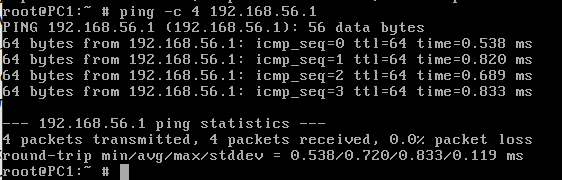 root@PC1:~ # ping -c 4 192.168.56.1
PING 192.168.56.1 (192.168.56.1): 56 data bytes
64 bytes from 192.168.56.1: icmp_seq=0 ttl=64 time=0.538 ms
64 bytes from 192.168.56.1: icmp_seq=1 ttl=64 time=0.820 ms
64 bytes from 192.168.56.1: icmp_seq=2 ttl=64 time=0.689 ms
64 bytes from 192.168.56.1: icmp_seq=3 ttl=64 time=0.833 ms

--- 192.168.56.1 ping statistics ---
4 packets transmitted, 4 packets received, 0.0% packet loss
round-trip min/avg/max/stddev = 0.538/0.720/0.833/0.119 ms
root@PC1:~ #